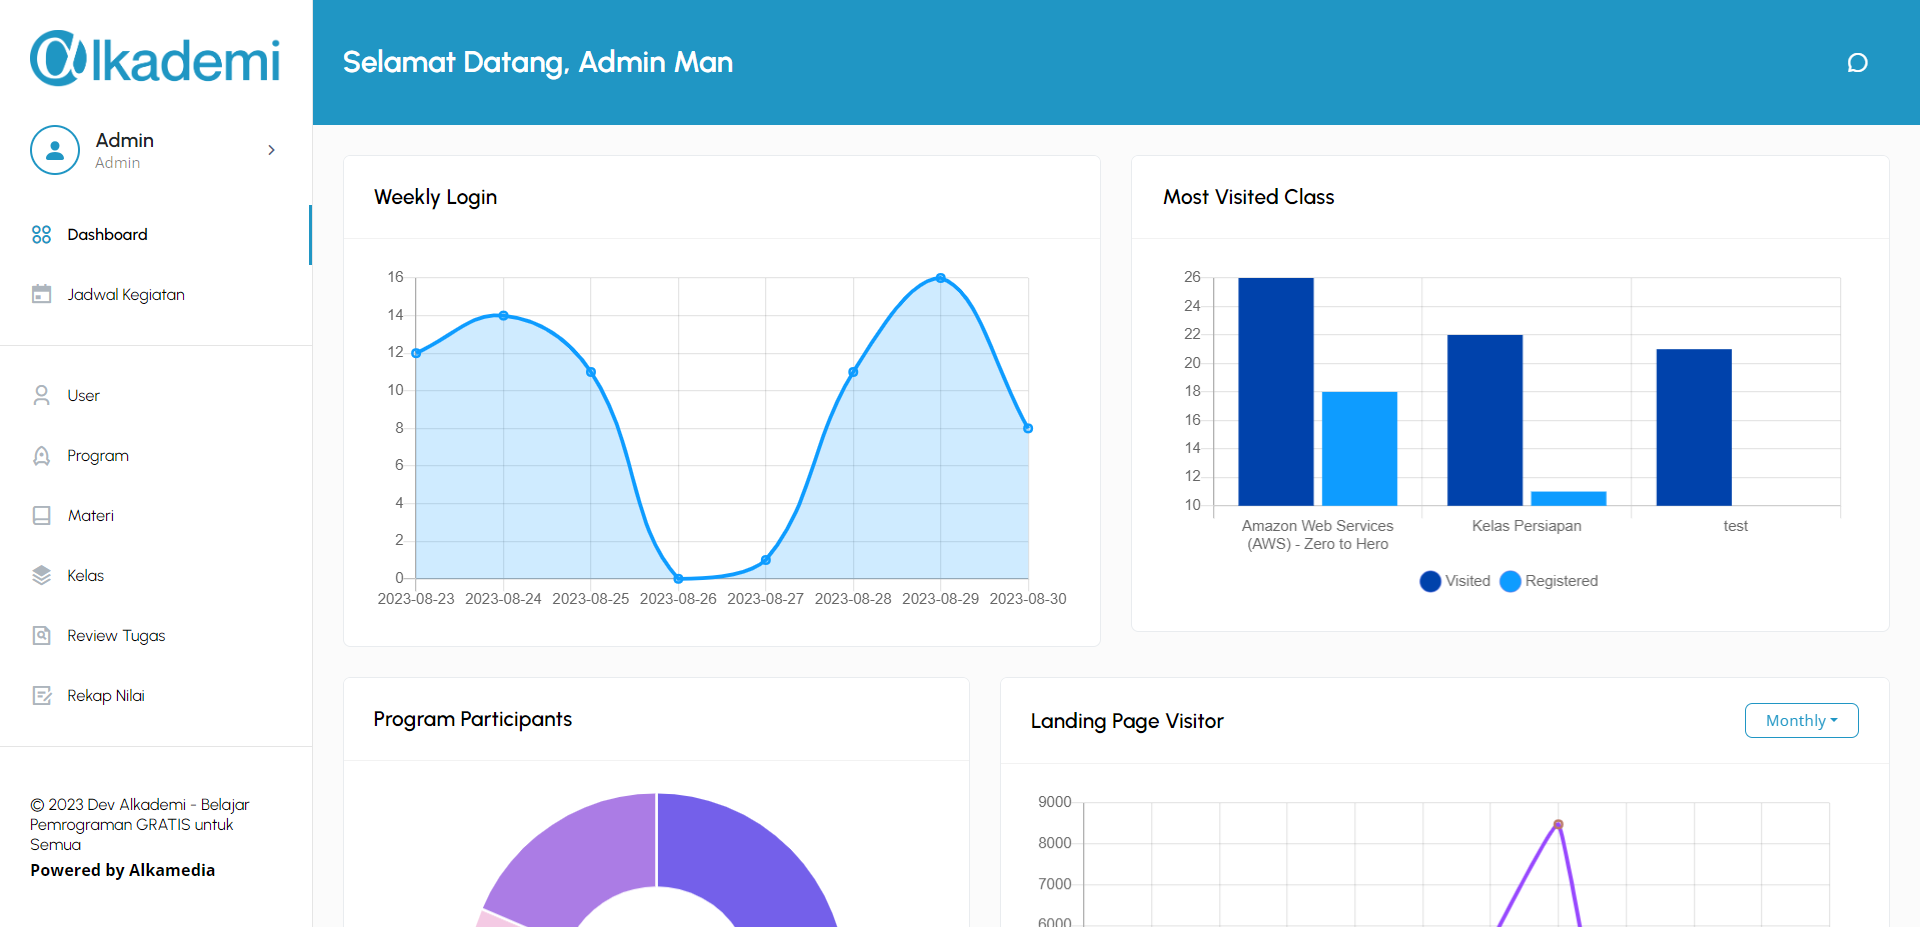 @lkademi
Admin
Admin
Dashboard
Jadwal Kegiatan
User
Program
Materi
Kelas
Review Tugas
Rekap Nilai
© 2023 Dev Alkademi - Belajar
Pemrograman GRATIS untuk
Semua
Powered by Alkamedia
Selamat Datang, Admin Man
Weekly Login
16
14
12
10
8
6
4
2
0
2023-08-23 2023-08-24 2023-08-25 2023-08-26 2023-08-27 2023-08-28 2023-08-29 2023-08-30
Most Visited Class
26
24
22
20
18
16
14
12
10
Amazon Web Services
(AWS) - Zero to Hero
Kelas Persiapan
test
Visited Registered
Program Participants
Landing Page Visitor
Monthly
9000
8000
7000
6000